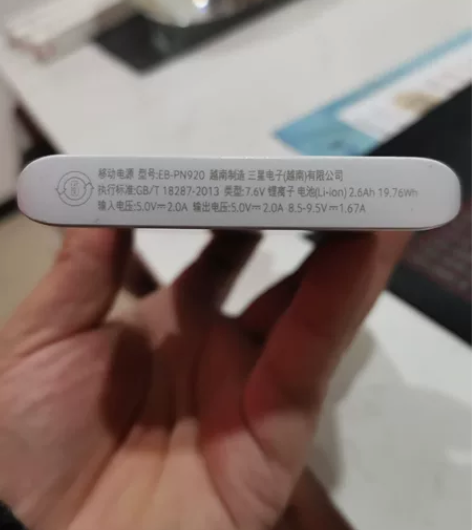 移动电源 型号:EB-PN920 越南制造 三星电子(越南)有限公司
执行标准:GB/T 18287-2013 类型:7.6V 锂离子 电池(Li-ion) 2.6Ah 19.76Wh
输入电压:5.0V⎓2.0A 输出电压:5.0V⎓2.0A 8.5-9.5V⎓1.67A